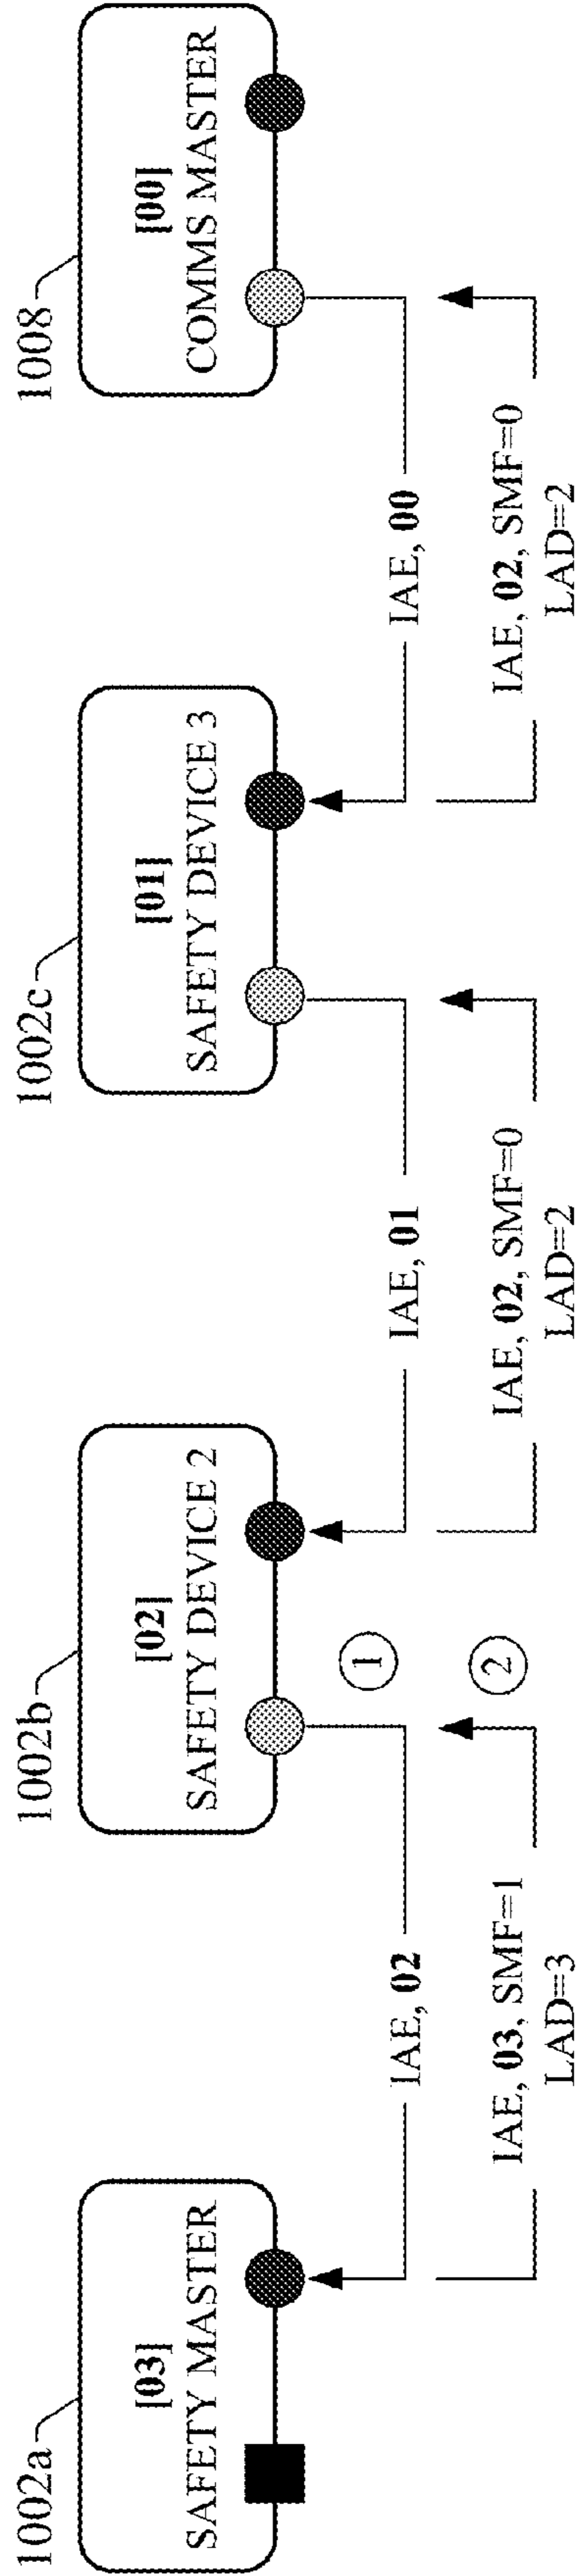 1002a
[03]
SAFETY MASTER
1002b
[02]
SAFETY DEVICE 2
1002c
[01]
SAFETY DEVICE 3
1008
[00]
COMMS MASTER
IAE, 02
1
IAE, 01
IAE, 00
IAE, 03, SMF=1
LAD=3
2
IAE, 02, SMF=0
LAD=2
IAE, 02, SMF=0
LAD=2